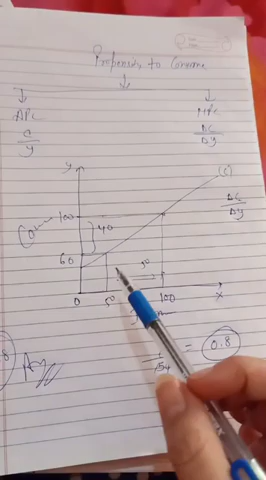 Propensity to Consume
APC
MPC
C
Y
ΔC
ΔY
Y
(C)
ΔC
ΔY
100
40
60
50
0
50
100
X
= 0.8